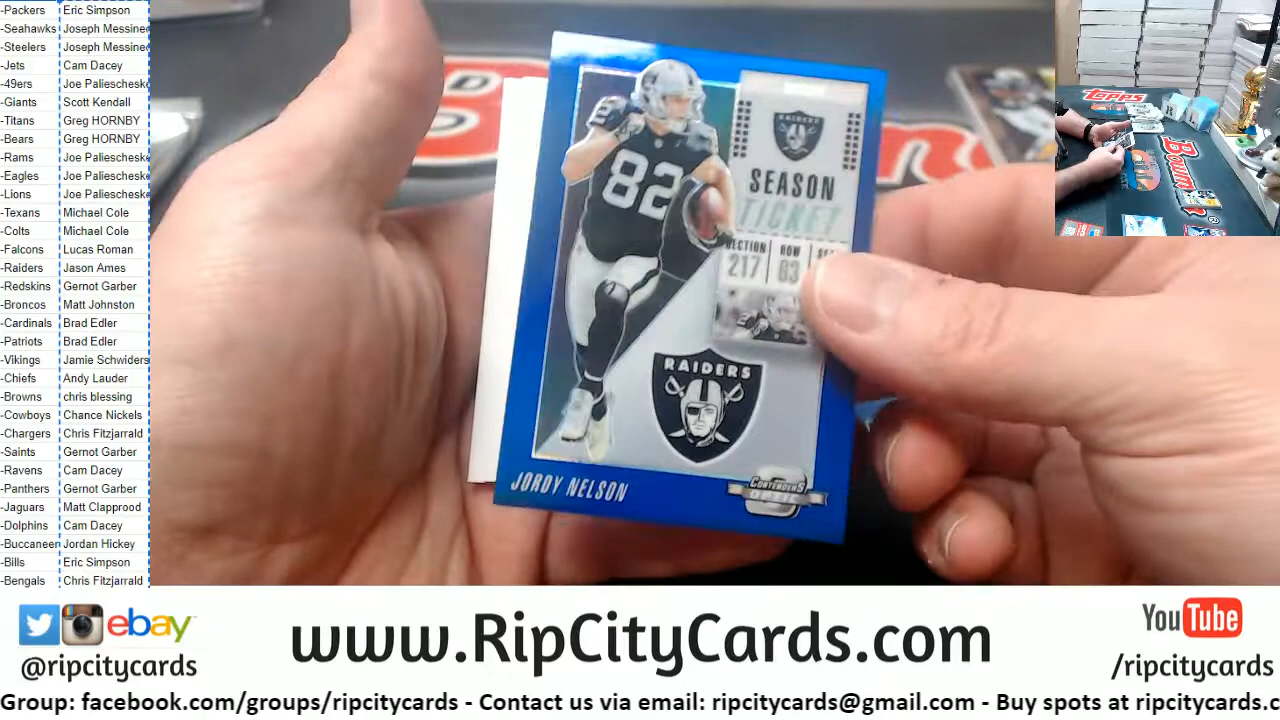 -Packers Eric Simpson
-Seahawks Joseph Messinec
-Steelers Joseph Messinec
-Jets Cam Dacey
-49ers Joe Paliescheske
-Giants Scott Kendall
-Titans Greg HORNBY
-Bears Greg HORNBY
-Rams Joe Paliescheske
-Eagles Joe Paliescheske
-Lions Joe Paliescheske
-Texans Michael Cole
-Colts Michael Cole
-Falcons Lucas Roman
-Raiders Jason Ames
-Redskins Gernot Garber
-Broncos Matt Johnston
-Cardinals Brad Edler
-Patriots Brad Edler
-Vikings Jamie Schwiders
-Chiefs Andy Lauder
-Browns chris blessing
-Cowboys Chance Nickels
-Chargers Chris Fitzjarrald
-Saints Gernot Garber
-Ravens Cam Dacey
-Panthers Gernot Garber
-Jaguars Matt Clapprood
-Dolphins Cam Dacey
-Buccaneer Jordan Hickey
-Bills Eric Simpson
-Bengals Chris Fitzjarrald
82
RAIDERS
SEASON
TICKET
SECTION ROW
217 03
RAIDERS
JORDY NELSON
CONTENDERS
OPTIC
topps
Bowm
ebay
@ripcitycards
www.RipCityCards.com
YouTube
/ripcitycards
Group: facebook.com/groups/ripcitycards - Contact us via email: ripcitycards@gmail.com - Buy spots at ripcitycards.c